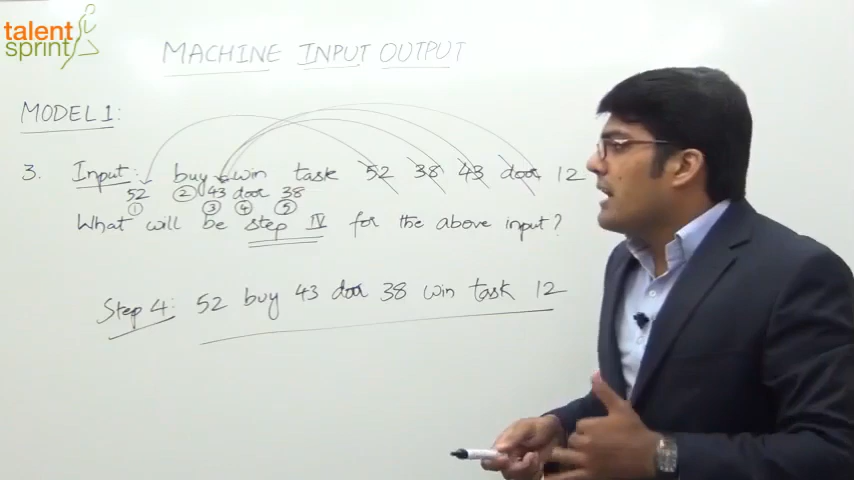 talent
sprint
MACHINE INPUT OUTPUT
MODEL 1:
3. Input: buy win task 52 38 43 door 12
52 43 door 38
1 2 3 4 5
What will be step IV for the above input?
Step 4: 52 buy 43 door 38 win task 12